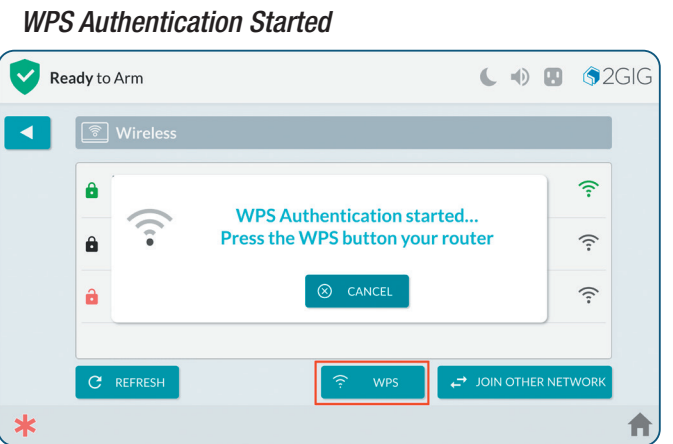 WPS Authentication Started
Ready to Arm
2GIG
Wireless
WPS Authentication started...
Press the WPS button your router
CANCEL
REFRESH
WPS
JOIN OTHER NETWORK